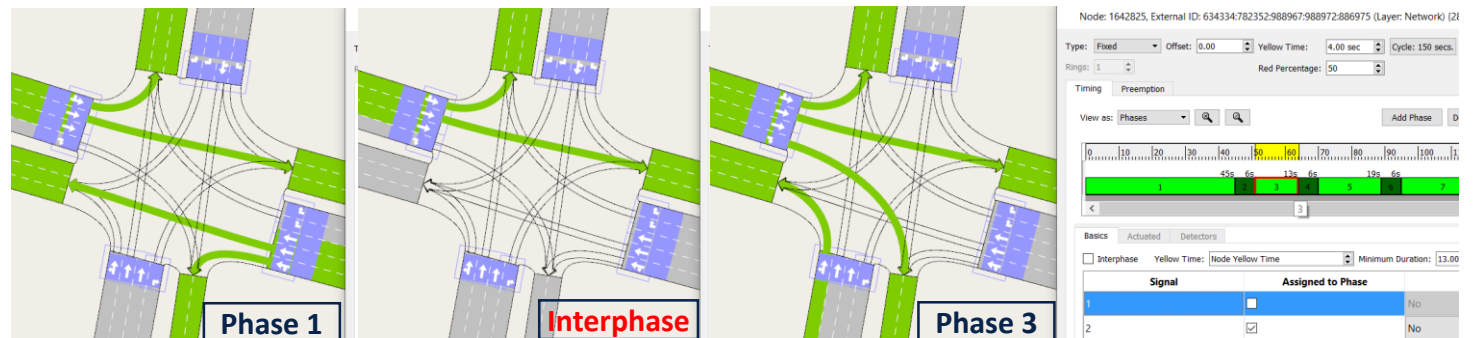 Phase 1
Interphase
Phase 3
Node: 1642825, External ID: 634334:782352:988967:988972:886975 (Layer: Network) {28
Type: Fixed Offset: 0.00 Yellow Time: 4.00 sec Cycle: 150 secs.
Rings: 1 Red Percentage: 50
Timing Preemption
View as: Phases Add Phase D
0 10 20 30 40 50 60 70 80 90 100 1
45s 6s 13s 6s 19s 6s
1 2 3 4 5 6 7
<
3
Basics Actuated Detectors
Interphase Yellow Time: Node Yellow Time Minimum Duration: 13.00
Signal Assigned to Phase
1 No
2 No